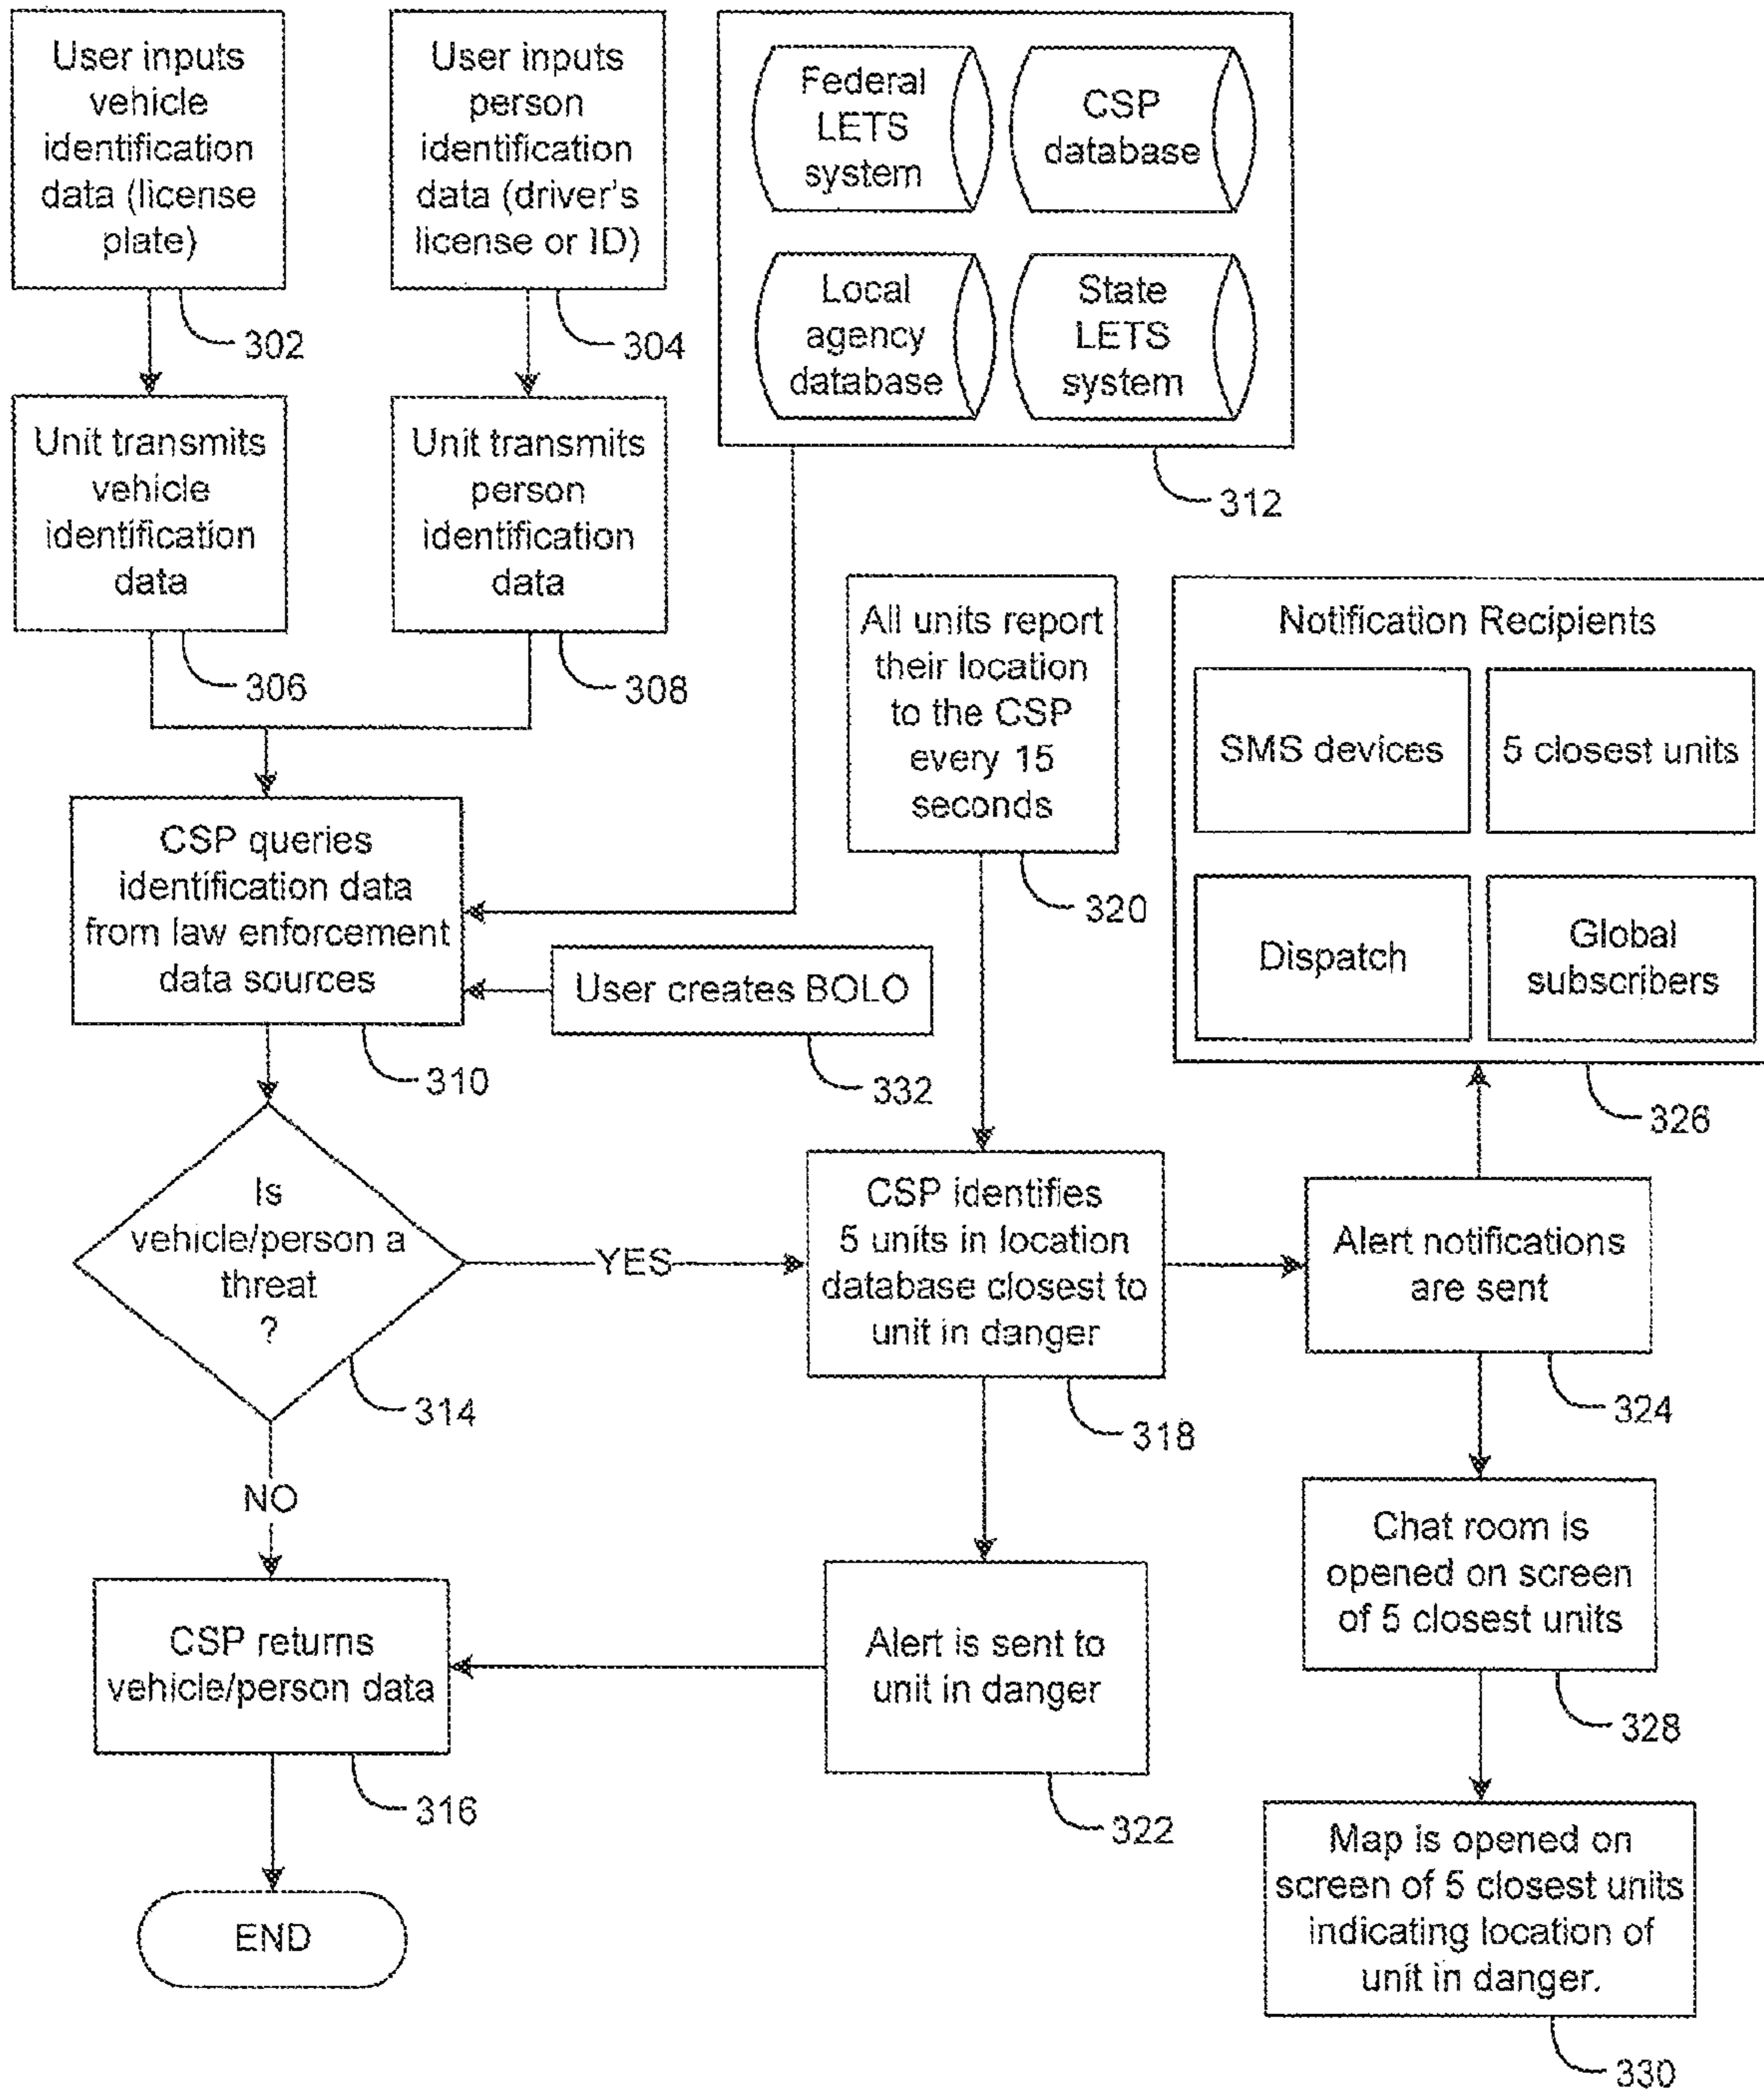 User inputs
vehicle
identification
data (license
plate)
302
User inputs
person
identification
data (driver's
license or ID)
304
Federal
LETS
system
CSP
database
Local
agency
database
State
LETS
system
312
Unit transmits
vehicle
identification
data
306
Unit transmits
person
identification
data
308
All units report
their location
to the CSP
every 15
seconds
320
Notification Recipients
SMS devices
5 closest units
Dispatch
Global
subscribers
326
CSP queries
identification data
from law enforcement
data sources
310
User creates BOLO
332
Is
vehicle/person a
threat
?
314
YES
NO
CSP identifies
5 units in location
database closest to
unit in danger
318
Alert notifications
are sent
324
Chat room is
opened on screen
of 5 closest units
328
CSP returns
vehicle/person data
316
Alert is sent to
unit in danger
322
Map is opened on
screen of 5 closest units
indicating location of
unit in danger.
330
END